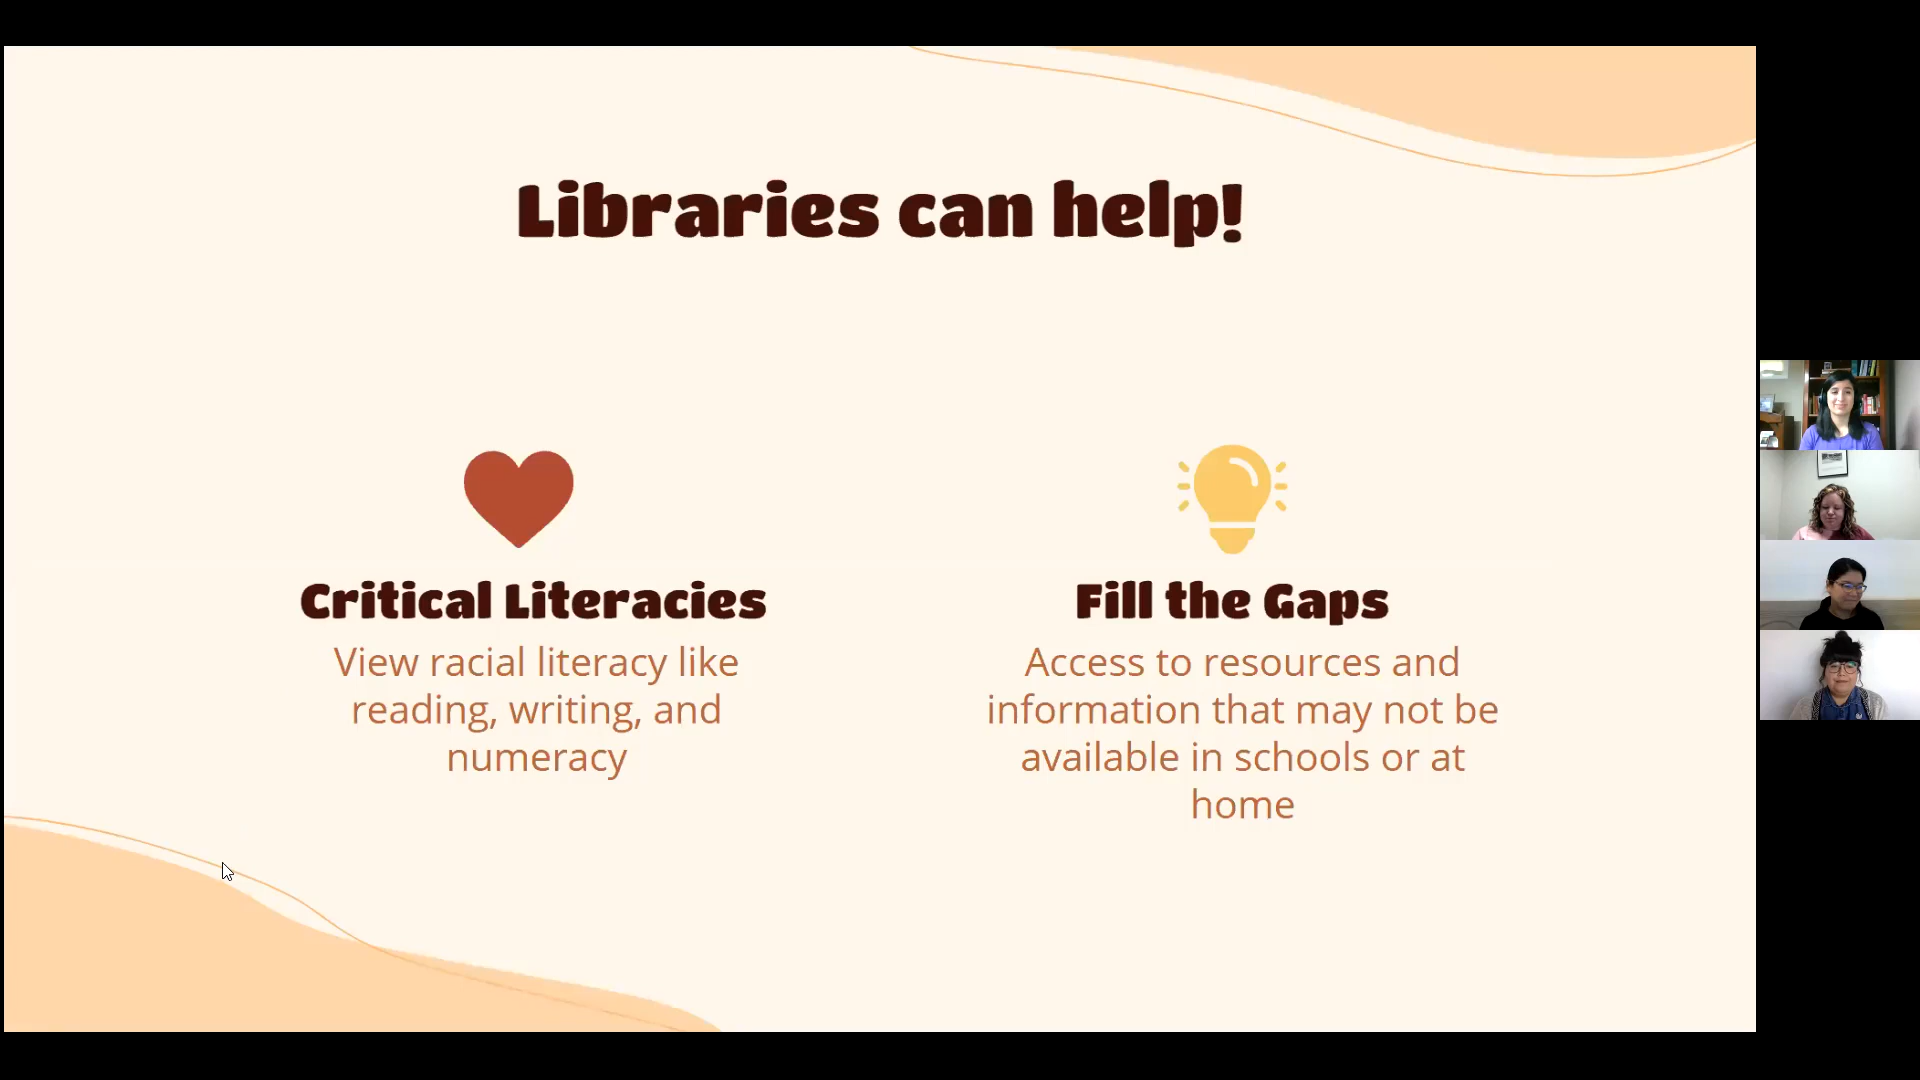 Libraries can help!
Critical Literacies
View racial literacy like
reading, writing, and
numeracy
Fill the Gaps
Access to resources and
information that may not be
available in schools or at
home